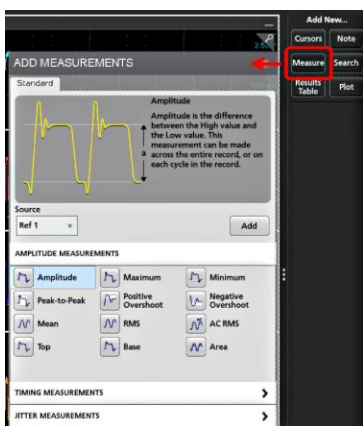 Add New...
Cursors Note
ADD MEASUREMENTS
Measure Search
Standard
Results Table Plot
Amplitude
Amplitude is the difference
between the High value and
the Low value. This
measurement can be made
across the entire record, or on
each cycle in the record.
a
Source
Ref 1
Add
AMPLITUDE MEASUREMENTS
Amplitude Maximum Minimum
Peak-to-Peak Positive Overshoot Negative Overshoot
Mean RMS AC RMS
Top Base Area
TIMING MEASUREMENTS
JITTER MEASUREMENTS